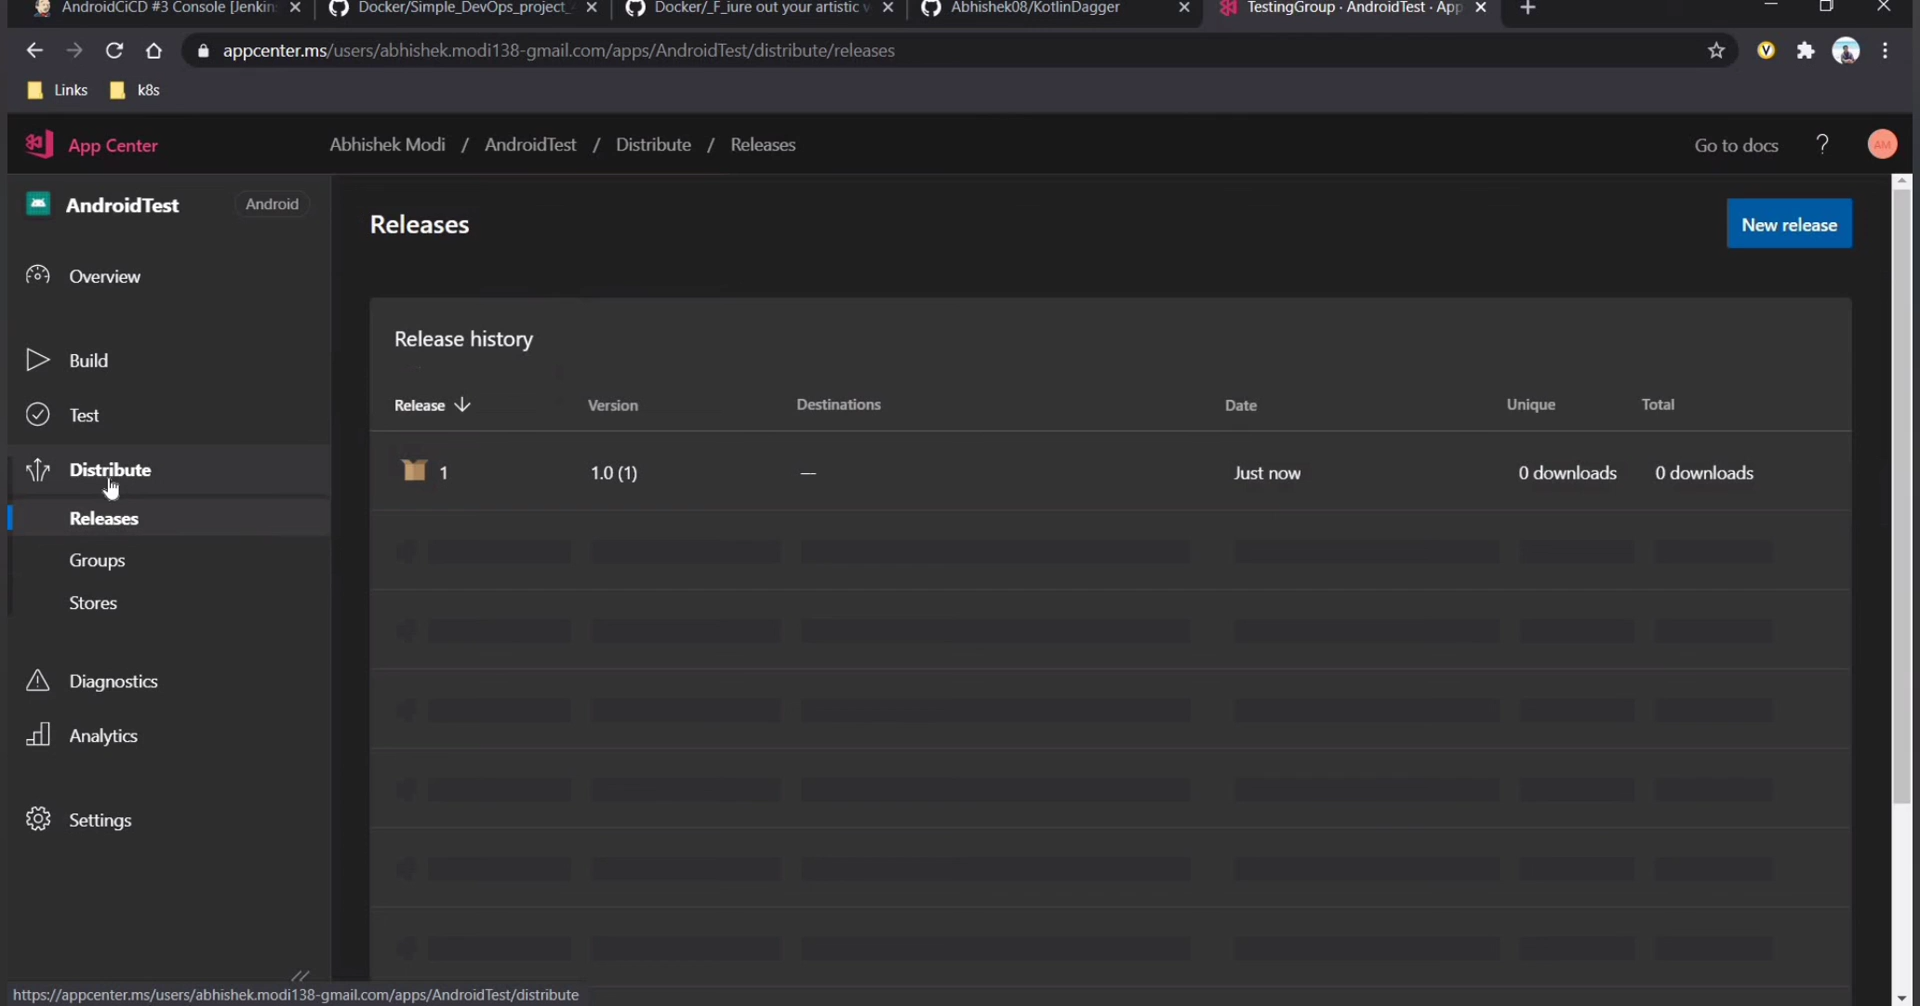 AndroidCiCD #3 Console [Jenkin
Docker/Simple_DevOps_project_
Docker/_F_iure out your artistic v
Abhishek08/KotlinDagger
TestingGroup · AndroidTest · App
appcenter.ms/users/abhishek.modi138-gmail.com/apps/AndroidTest/distribute/releases
V
Links
k8s
App Center
Abhishek Modi / AndroidTest / Distribute / Releases
Go to docs
?
AM
AndroidTest
Android
Overview
Build
Test
Distribute
Releases
Groups
Stores
Diagnostics
Analytics
Settings
Releases
New release
Release history
Release Version Destinations Date Unique Total
1 1.0 (1) — Just now 0 downloads 0 downloads
https://appcenter.ms/users/abhishek.modi138-gmail.com/apps/AndroidTest/distribute